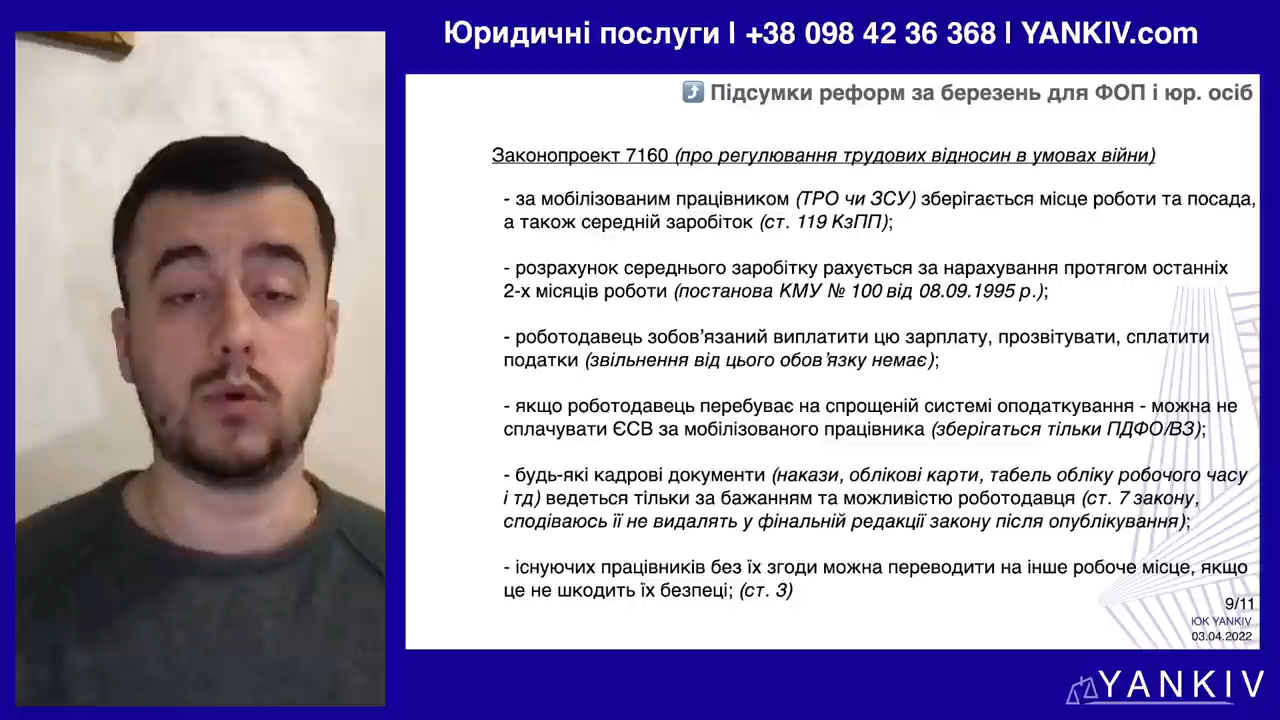 Юридичні послуги | +38 098 42 36 368 | YANKIV.com
⤴ Підсумки реформ за березень для ФОП і юр. осіб
Законопроект 7160 (про регулювання трудових відносин в умовах війни)
- за мобілізованим працівником (ТРО чи ЗСУ) зберігається місце роботи та посада,
а також середній заробіток (ст. 119 КзПП);
- розрахунок середнього заробітку рахується за нарахування протягом останніх
2-х місяців роботи (постанова КМУ № 100 від 08.09.1995 р.);
- роботодавець зобов’язаний виплатити цю зарплату, прозвітувати, сплатити
податки (звільнення від цього обов’язку немає);
- якщо роботодавець перебуває на спрощеній системі оподаткування - можна не
сплачувати ЄСВ за мобілізованого працівника (зберігаться тільки ПДФО/ВЗ);
- будь-які кадрові документи (накази, облікові карти, табель обліку робочого часу
і тд) ведеться тільки за бажанням та можливістю роботодавця (ст. 7 закону,
сподіваюсь її не видалять у фінальній редакції закону після опублікування);
- існуючих працівників без їх згоди можна переводити на інше робоче місце, якщо
це не шкодить їх безпеці; (ст. 3)
9/11
ЮК YANKIV
03.04.2022
YANKIV